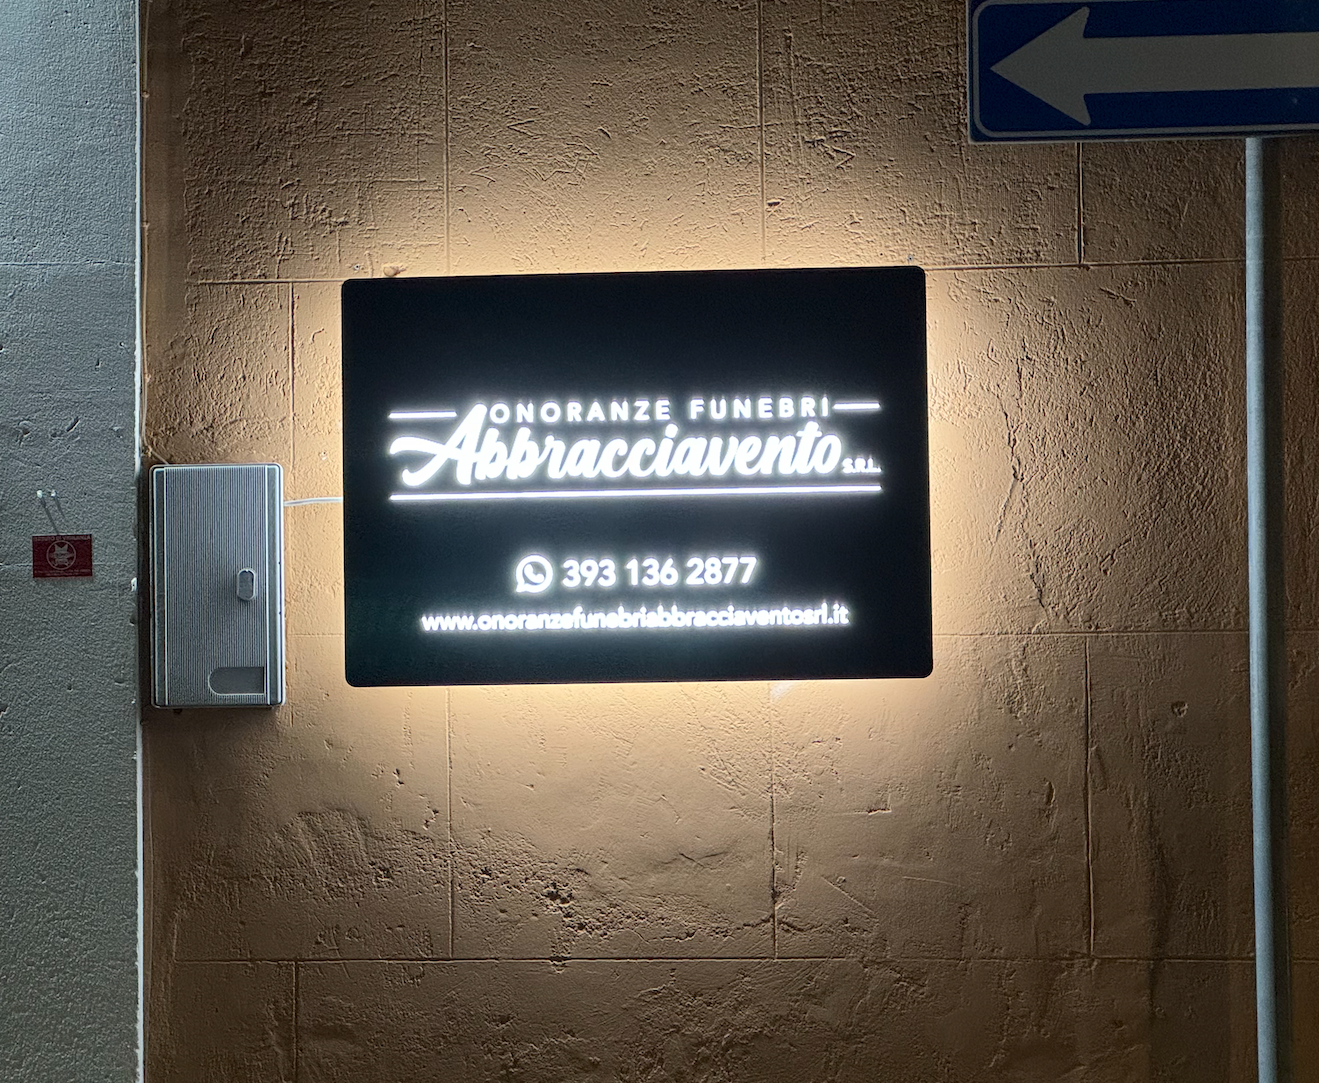 ONORANZE FUNEBRI
Abbracciavento S.R.L.
393 136 2877
www.onoranzefunebriabbracciaventosrl.it